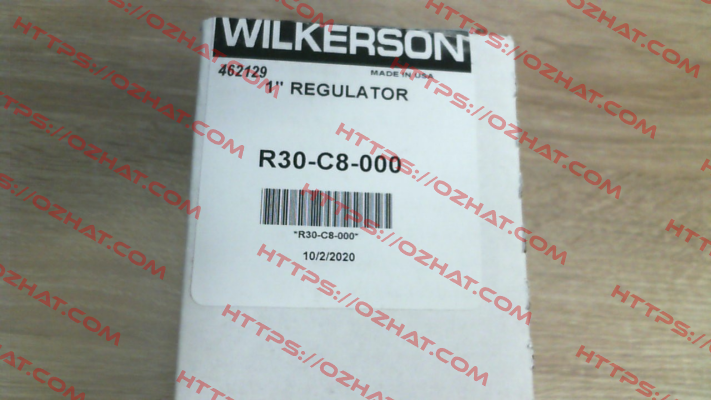 WILKERSON
462129
MADE IN USA
1" REGULATOR
R30-C8-000
"R30-C8-000"
10/2/2020
HTTPS://OZHAT.COM